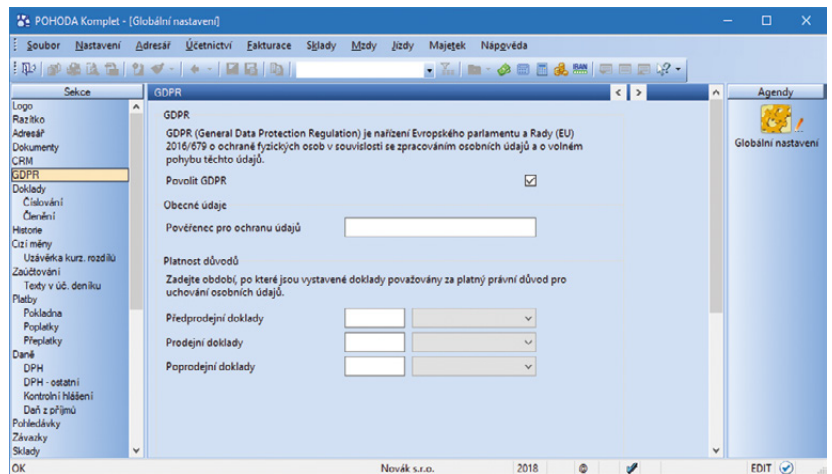 POHODA Komplet - [Globální nastavení]
Soubor Nastavení Adresář Účetnictví Fakturace Sklady Mzdy Jízdy Majetek Nápověda
IBAN
Sekce
Logo
Razítko
Adresář
Dokumenty
CRM
GDPR
Doklady
Číslování
Členění
Historie
Cizí měny
Uzávěrka kurz. rozdílů
Zaúčtování
Texty v úč. deníku
Platby
Pokladna
Poplatky
Přeplatky
Daně
DPH
DPH - ostatní
Kontrolní hlášení
Daň z příjmů
Pohledávky
Závazky
Sklady
GDPR
GDPR
GDPR (General Data Protection Regulation) je nařízení Evropského parlamentu a Rady (EU)
2016/679 o ochraně fyzických osob v souvislosti se zpracováním osobních údajů a o volném
pohybu těchto údajů.
Povolit GDPR
Obecné údaje
Pověřenec pro ochranu údajů
Platnost důvodů
Zadejte období, po které jsou vystavené doklady považovány za platný právní důvod pro
uchování osobních údajů.
Předprodejní doklady
Prodejní doklady
Poprodejní doklady
Agendy
Globální nastavení
OK Novák s.r.o. 2018 @ EDIT